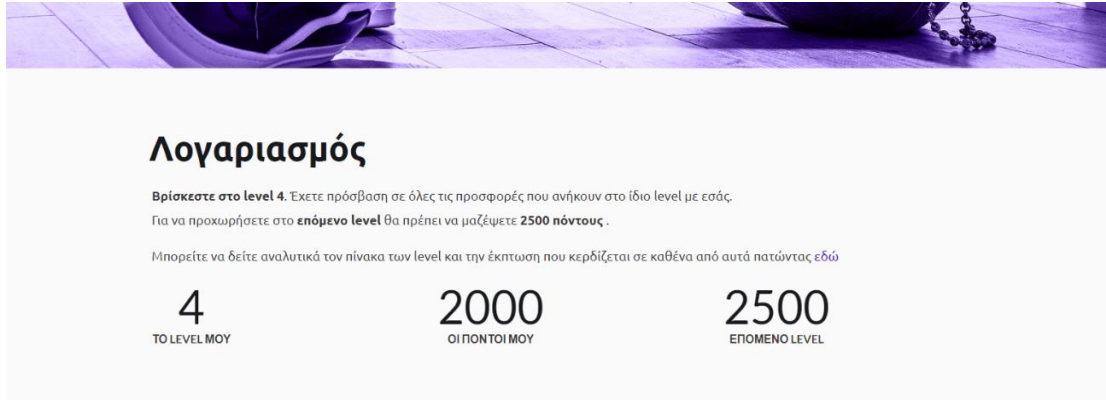 Λογαριασμός
Βρίσκεστε στο level 4. Έχετε πρόσβαση σε όλες τις προσφορές που ανήκουν στο ίδιο level με εσάς.
Για να προχωρήσετε στο επόμενο level θα πρέπει να μαζέψετε 2500 πόντους .
Μπορείτε να δείτε αναλυτικά τον πίνακα των level και την έκπτωση που κερδίζεται σε καθένα από αυτά πατώντας εδώ
4 2000 2500
ΤΟ LEVEL ΜΟΥ ΟΙ ΠΟΝΤΟΙ ΜΟΥ ΕΠΟΜΕΝΟ LEVEL